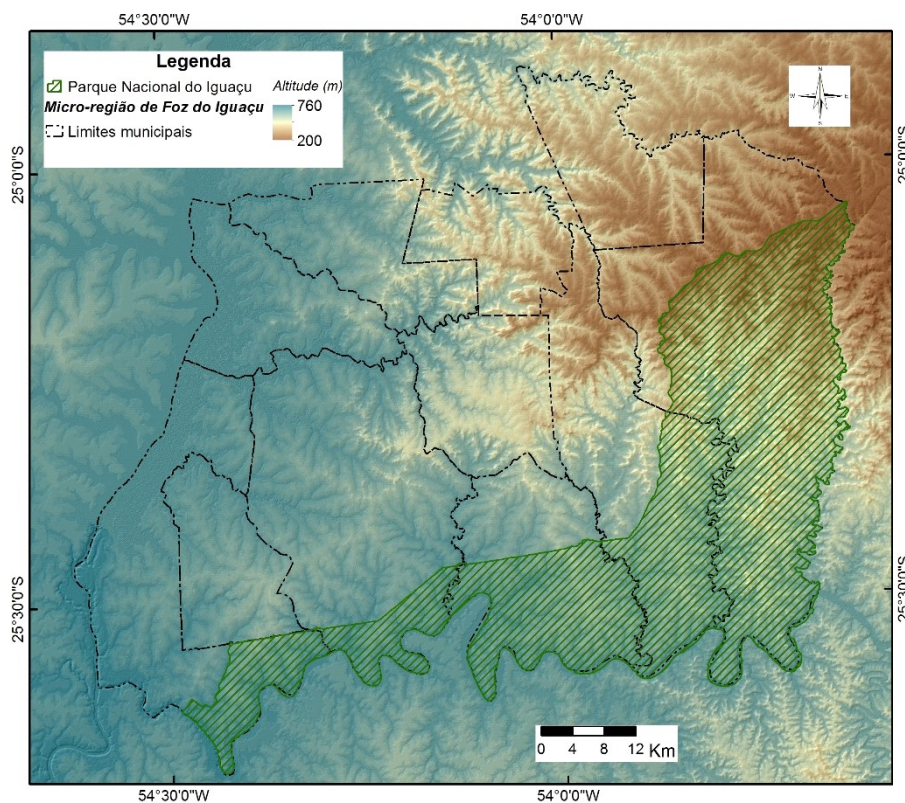 54°30'0"W
54°0'0"W
Legenda
Parque Nacional do Iguaçu
Altitude (m)
Micro-região de Foz do Iguaçu
760
Limites municipais
200
N
W
E
S
25°0'0"S
25°0'0"S
25°30'0"S
25°30'0"S
0 4 8 12 Km
54°30'0"W
54°0'0"W